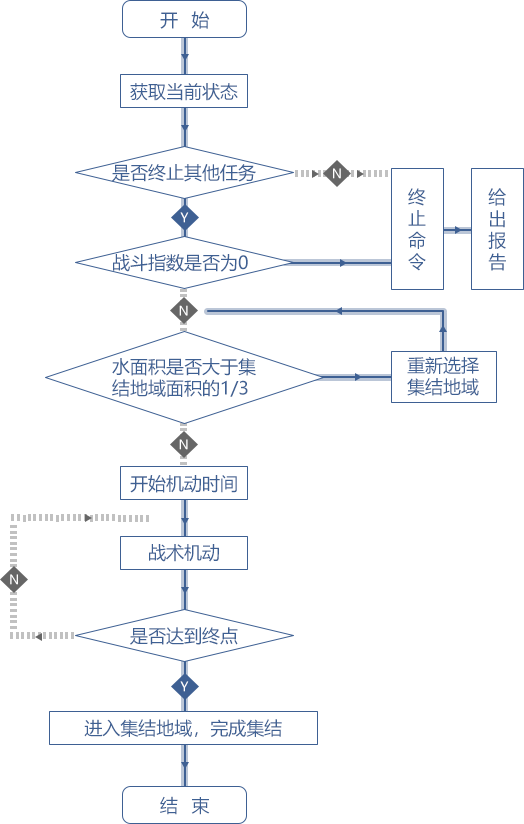 开 始
获取当前状态
是否终止其他任务
N
终止命令
给出报告
Y
战斗指数是否为0
N
水面积是否大于集
结地域面积的1/3
重新选择
集结地域
N
开始机动时间
战术机动
N
是否达到终点
Y
进入集结地域，完成集结
结 束